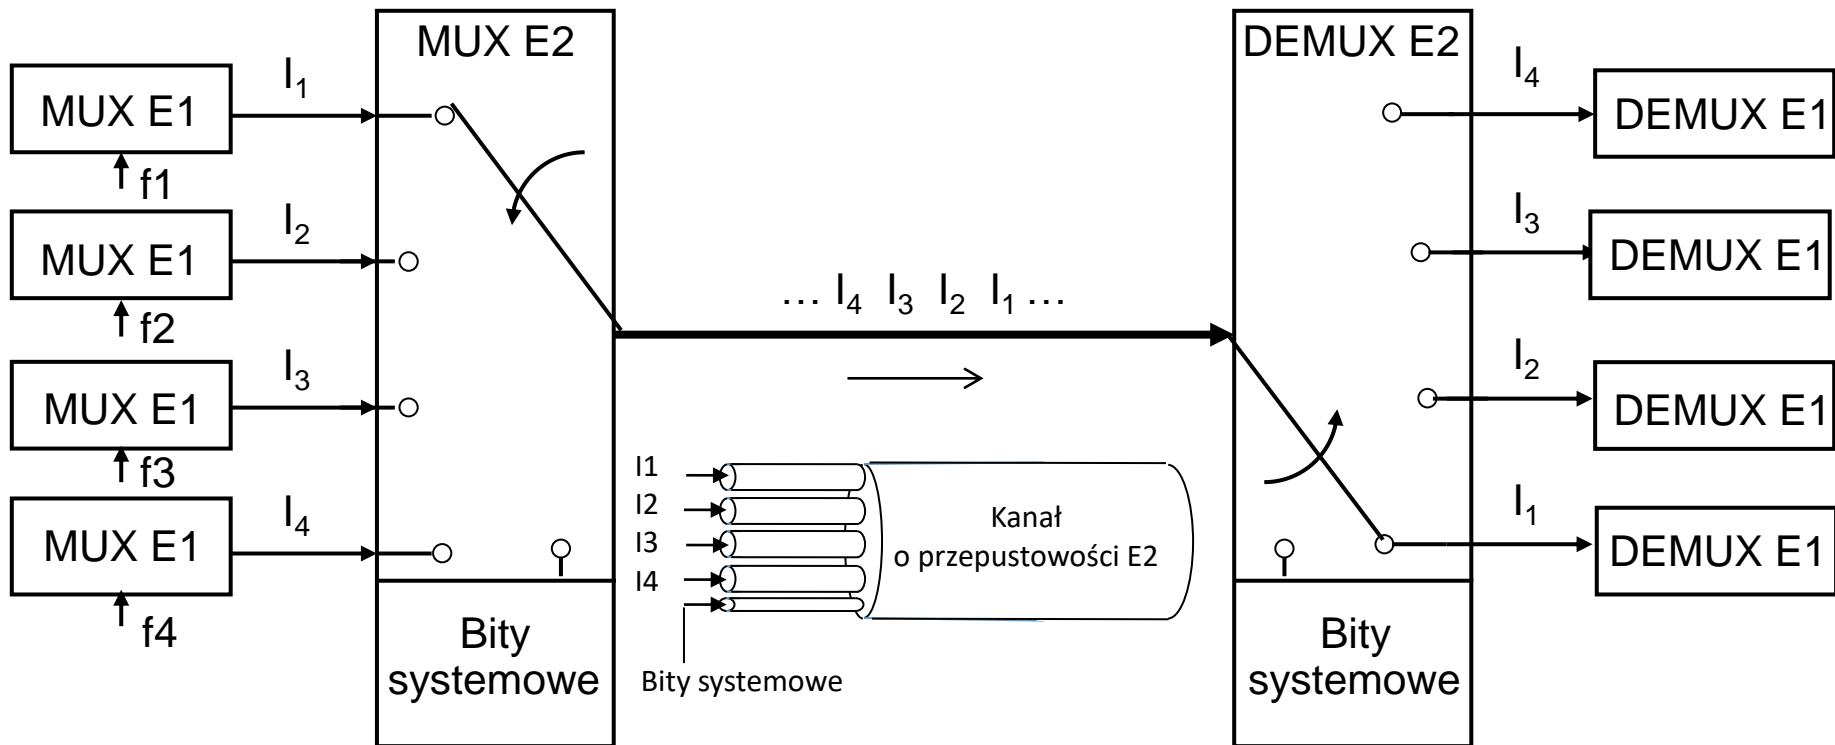 MUX E2
DEMUX E2
MUX E1
I₁
f1
MUX E1
I₂
f2
MUX E1
I₃
f3
MUX E1
I₄
f4
Bity
systemowe
… I₄ I₃ I₂ I₁ …
I1
I2
I3
I4
Kanał
o przepustowości E2
Bity systemowe
I₄
DEMUX E1
I₃
DEMUX E1
I₂
DEMUX E1
I₁
DEMUX E1
Bity
systemowe